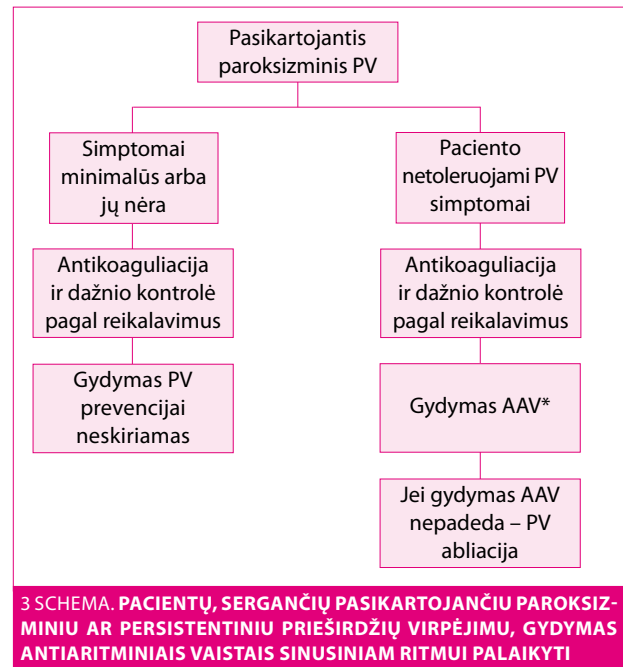 Pasikartojantis
paroksizminis PV
Simptomai
minimalūs arba
jų nėra
Antikoaguliacija
ir dažnio kontrolė
pagal reikalavimus
Gydymas PV
prevencijai
neskiriamas
Paciento
netoleruojami PV
simptomai
Antikoaguliacija
ir dažnio kontrolė
pagal reikalavimus
Gydymas AAV*
Jei gydymas AAV
nepadeda – PV
abliacija
3 SCHEMA. PACIENTŲ, SERGANČIŲ PASIKARTOJANČIU PAROKSIZ-
MINIU AR PERSISTENTINIU PRIEŠIRDŽIŲ VIRPĖJIMU, GYDYMAS
ANTIARITMINIAIS VAISTAIS SINUSINIAM RITMUI PALAIKYTI